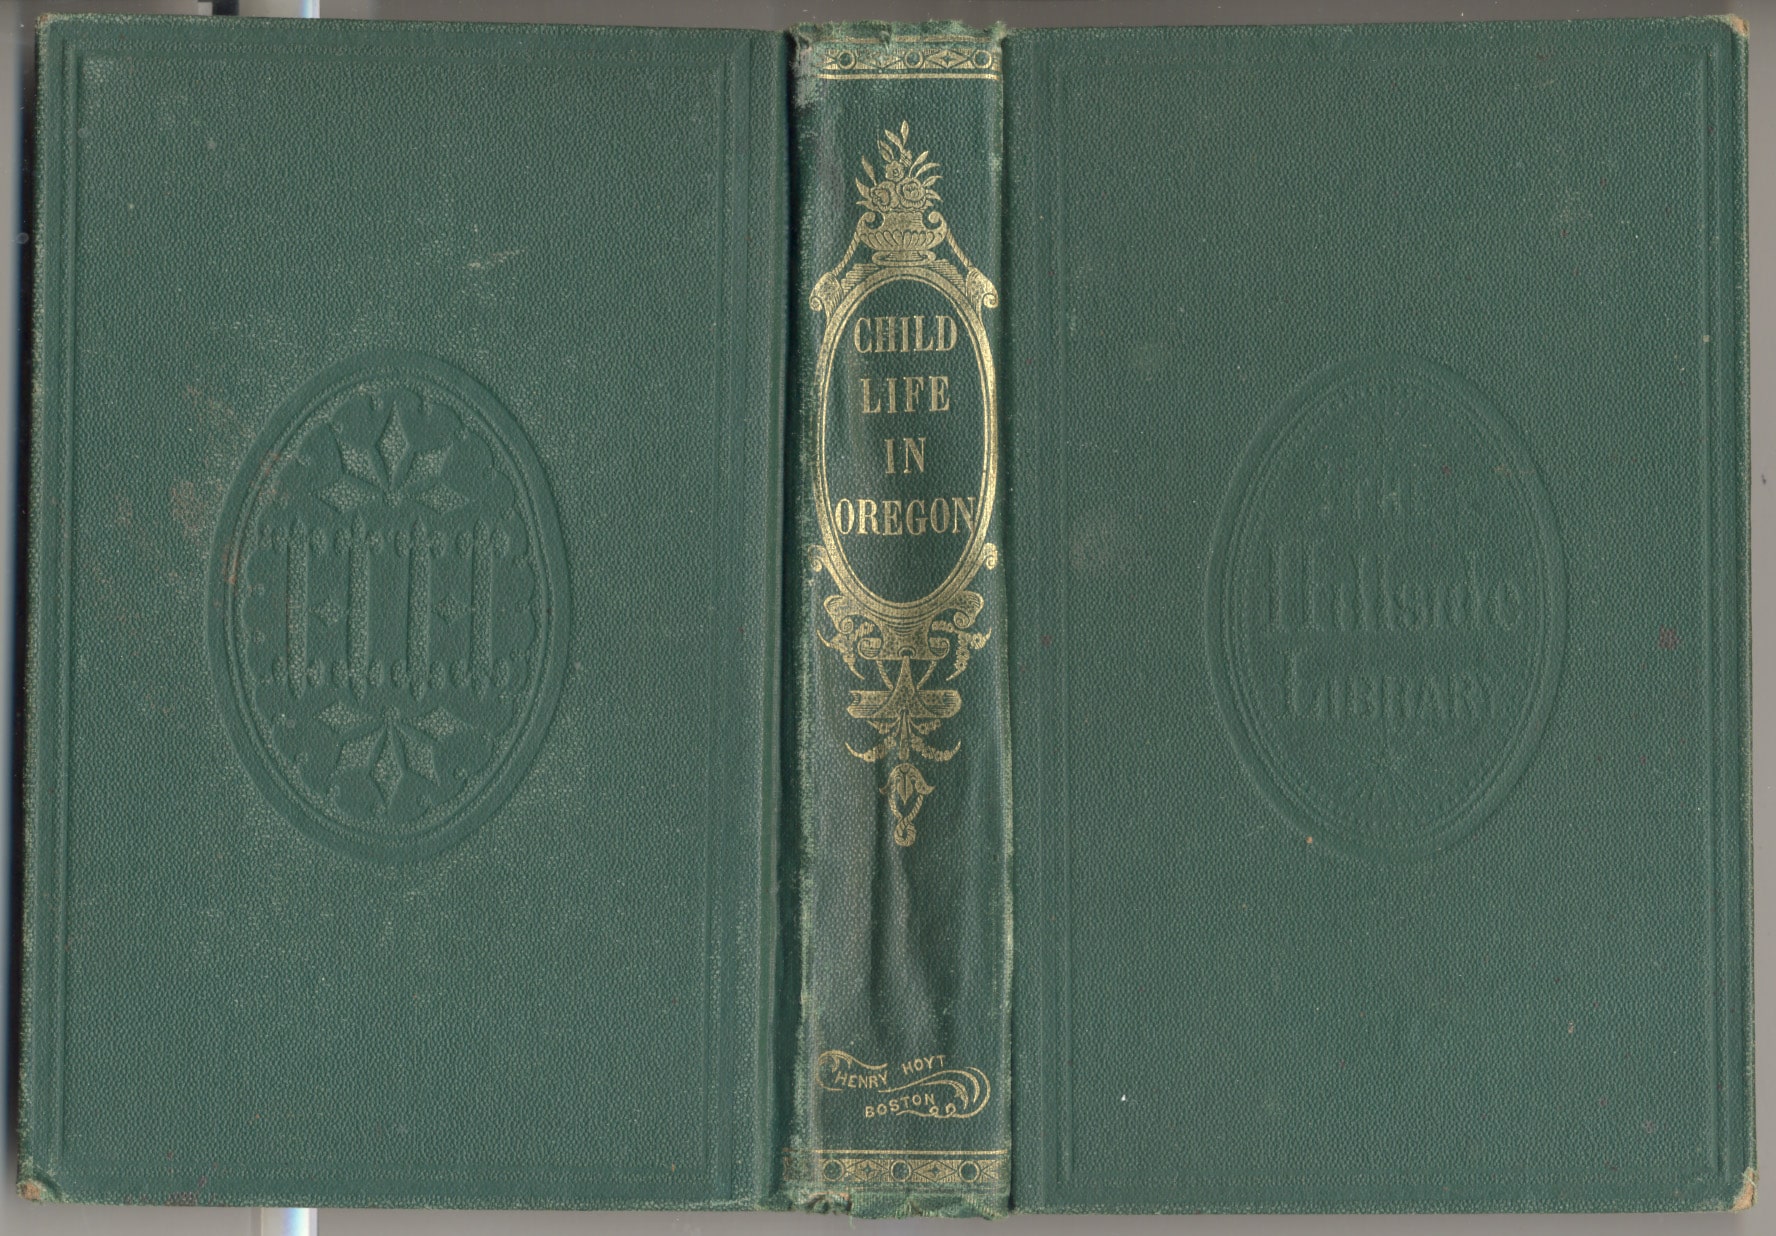 CHILD
LIFE
IN
OREGON
HENRY HOYT
BOSTON
Hillside
LIBRARY